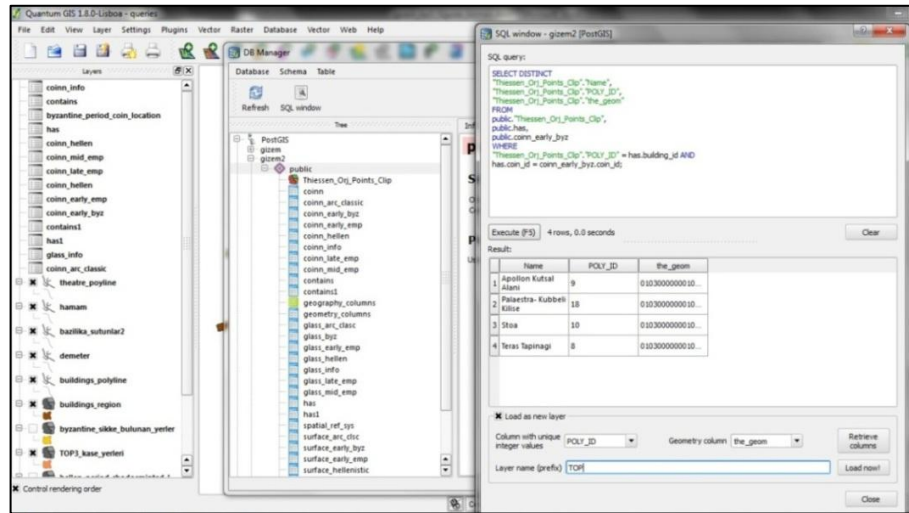 Quantum GIS 1.8.0-Lisboa - queries
File Edit View Layer Settings Plugins Vector Raster Database Vector Web Help
Layers
coinn_info
contains
byzantine_period_coin_location
has
coinn_hellen
coinn_mid_emp
coinn_late_emp
coinn_hellen
coinn_early_emp
coinn_early_byz
contains1
has1
glass_info
coinn_arc_classic
theatre_poyline
hamam
bazilika_sutunlar2
demeter
buildings_polyline
buildings_region
byzantine_sikke_bulunan_yerler
TOP3_kase_yerleri
Control rendering order
DB Manager
Database Schema Table
Refresh SQL window
Tree
PostGIS
gizem
gizem2
public
Thiessen_Orj_Points_Clip
coinn
coinn_arc_classic
coinn_early_byz
coinn_early_emp
coinn_hellen
coinn_info
coinn_late_emp
coinn_mid_emp
contains
contains1
geography_columns
geometry_columns
glass_arc_clasc
glass_byz
glass_early_emp
glass_hellen
glass_info
glass_late_emp
glass_mid_emp
has
has1
spatial_ref_sys
surface_arc_clsc
surface_early_byz
surface_early_emp
surface_hellenistic
SQL window - gizem2 [PostGIS]
SQL query:
SELECT DISTINCT
"Thiessen_Orj_Points_Clip"."Name",
"Thiessen_Orj_Points_Clip"."POLY_ID",
"Thiessen_Orj_Points_Clip"."the_geom"
FROM
public."Thiessen_Orj_Points_Clip",
public.has,
public.coinn_early_byz
WHERE
"Thiessen_Orj_Points_Clip"."POLY_ID" = has.building_id AND
has.coin_id = coinn_early_byz.coin_id;
Execute (F5) 4 rows, 0.0 seconds Clear
Result:
Name POLY_ID the_geom
1 Apollon Kutsal Alani 9 010300000010...
2 Palaestra- Kubbeli Kilise 18 010300000010...
3 Stoa 10 010300000010...
4 Teras Tapinagi 8 010300000010...
Load as new layer
Column with unique integer values POLY_ID Geometry column the_geom Retrieve columns
Layer name (prefix) TOP Load now!
Close